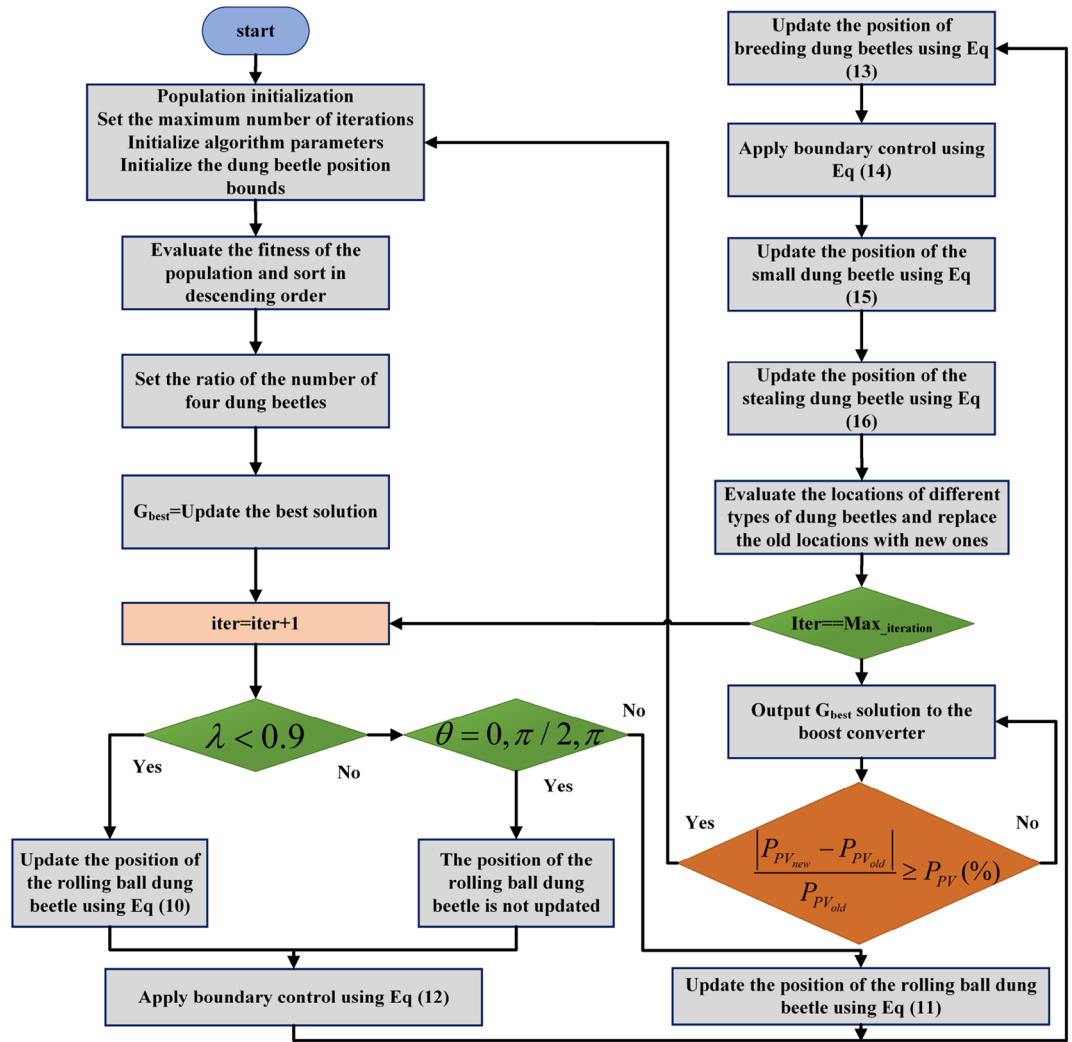 start
Population initialization
Set the maximum number of iterations
Initialize algorithm parameters
Initialize the dung beetle position
bounds
Evaluate the fitness of the
population and sort in
descending order
Set the ratio of the number of
four dung beetles
G_best=Update the best solution
iter=iter+1
λ < 0.9
Yes
No
θ = 0, π / 2, π
No
Yes
Update the position of
the rolling ball dung
beetle using Eq (10)
The position of the
rolling ball dung
beetle is not updated
Apply boundary control using Eq (12)
Update the position of
breeding dung beetles using Eq
(13)
Apply boundary control using
Eq (14)
Update the position of the
small dung beetle using Eq
(15)
Update the position of the
stealing dung beetle using Eq
(16)
Evaluate the locations of different
types of dung beetles and replace
the old locations with new ones
Iter==Max_iteration
Output G_best solution to the
boost converter
Yes
No
|P_PV_new − P_PV_old| / P_PV_old ≥ P_PV (%)
Update the position of the rolling ball dung
beetle using Eq (11)